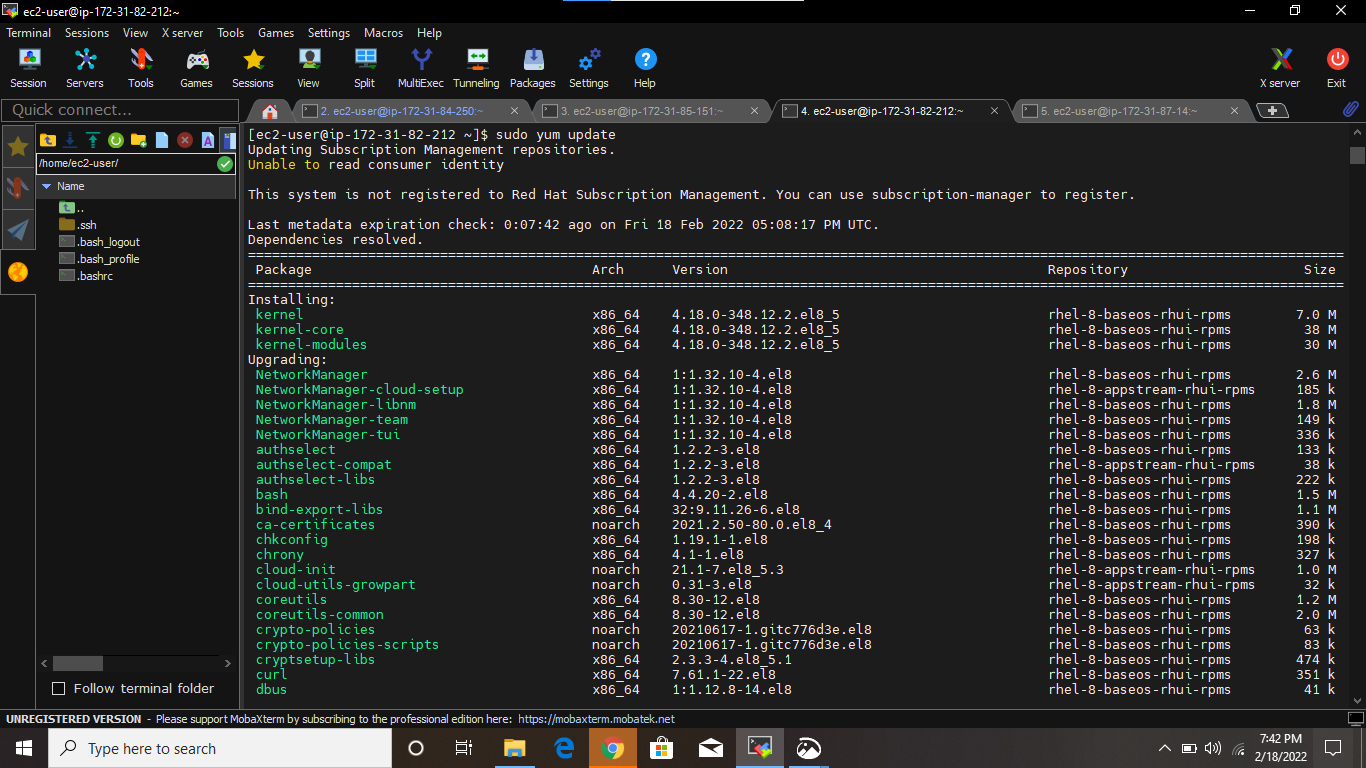 ec2-user@ip-172-31-82-212:~
Terminal Sessions View X server Tools Games Settings Macros Help
Session Servers Tools Games Sessions View Split MultiExec Tunneling Packages Settings Help X server Exit
Quick connect...
2. ec2-user@ip-172-31-84-250:~
3. ec2-user@ip-172-31-85-151:~
4. ec2-user@ip-172-31-82-212:~
5. ec2-user@ip-172-31-87-14:~
/home/ec2-user/
Name
..
.ssh
.bash_logout
.bash_profile
.bashrc
Follow terminal folder
[ec2-user@ip-172-31-82-212 ~]$ sudo yum update
Updating Subscription Management repositories.
Unable to read consumer identity
This system is not registered to Red Hat Subscription Management. You can use subscription-manager to register.
Last metadata expiration check: 0:07:42 ago on Fri 18 Feb 2022 05:08:17 PM UTC.
Dependencies resolved.
Package Arch Version Repository Size
Installing:
kernel x86_64 4.18.0-348.12.2.el8_5 rhel-8-baseos-rhui-rpms 7.0 M
kernel-core x86_64 4.18.0-348.12.2.el8_5 rhel-8-baseos-rhui-rpms 38 M
kernel-modules x86_64 4.18.0-348.12.2.el8_5 rhel-8-baseos-rhui-rpms 30 M
Upgrading:
NetworkManager x86_64 1:1.32.10-4.el8 rhel-8-baseos-rhui-rpms 2.6 M
NetworkManager-cloud-setup x86_64 1:1.32.10-4.el8 rhel-8-appstream-rhui-rpms 185 k
NetworkManager-libnm x86_64 1:1.32.10-4.el8 rhel-8-baseos-rhui-rpms 1.8 M
NetworkManager-team x86_64 1:1.32.10-4.el8 rhel-8-baseos-rhui-rpms 149 k
NetworkManager-tui x86_64 1:1.32.10-4.el8 rhel-8-baseos-rhui-rpms 336 k
authselect x86_64 1.2.2-3.el8 rhel-8-baseos-rhui-rpms 133 k
authselect-compat x86_64 1.2.2-3.el8 rhel-8-appstream-rhui-rpms 38 k
authselect-libs x86_64 1.2.2-3.el8 rhel-8-baseos-rhui-rpms 222 k
bash x86_64 4.4.20-2.el8 rhel-8-baseos-rhui-rpms 1.5 M
bind-export-libs x86_64 32:9.11.26-6.el8 rhel-8-baseos-rhui-rpms 1.1 M
ca-certificates noarch 2021.2.50-80.0.el8_4 rhel-8-baseos-rhui-rpms 390 k
chkconfig x86_64 1.19.1-1.el8 rhel-8-baseos-rhui-rpms 198 k
chrony x86_64 4.1-1.el8 rhel-8-baseos-rhui-rpms 327 k
cloud-init noarch 21.1-7.el8_5.3 rhel-8-appstream-rhui-rpms 1.0 M
cloud-utils-growpart noarch 0.31-3.el8 rhel-8-appstream-rhui-rpms 32 k
coreutils x86_64 8.30-12.el8 rhel-8-baseos-rhui-rpms 1.2 M
coreutils-common x86_64 8.30-12.el8 rhel-8-baseos-rhui-rpms 2.0 M
crypto-policies noarch 20210617-1.gitc776d3e.el8 rhel-8-baseos-rhui-rpms 63 k
crypto-policies-scripts noarch 20210617-1.gitc776d3e.el8 rhel-8-baseos-rhui-rpms 83 k
cryptsetup-libs x86_64 2.3.3-4.el8_5.1 rhel-8-baseos-rhui-rpms 474 k
curl x86_64 7.61.1-22.el8 rhel-8-baseos-rhui-rpms 351 k
dbus x86_64 1:1.12.8-14.el8 rhel-8-baseos-rhui-rpms 41 k
UNREGISTERED VERSION - Please support MobaXterm by subscribing to the professional edition here: https://mobaxterm.mobatek.net
Type here to search
7:42 PM
2/18/2022